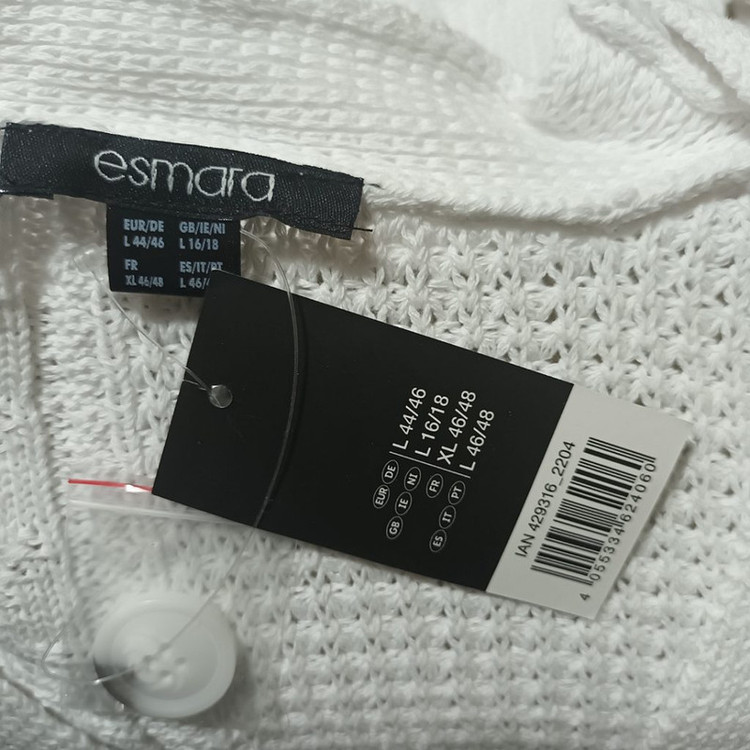 esmara
EUR/DE GB/IE/NI
L 44/46 L 16/18
FR ES/IT/PT
XL 46/48 L 46/4
EUR DE L 44/46
GB IE NI L 16/18
FR XL 46/48
ES IT PT L 46/48
IAN 429316_2204
4 055334 624060